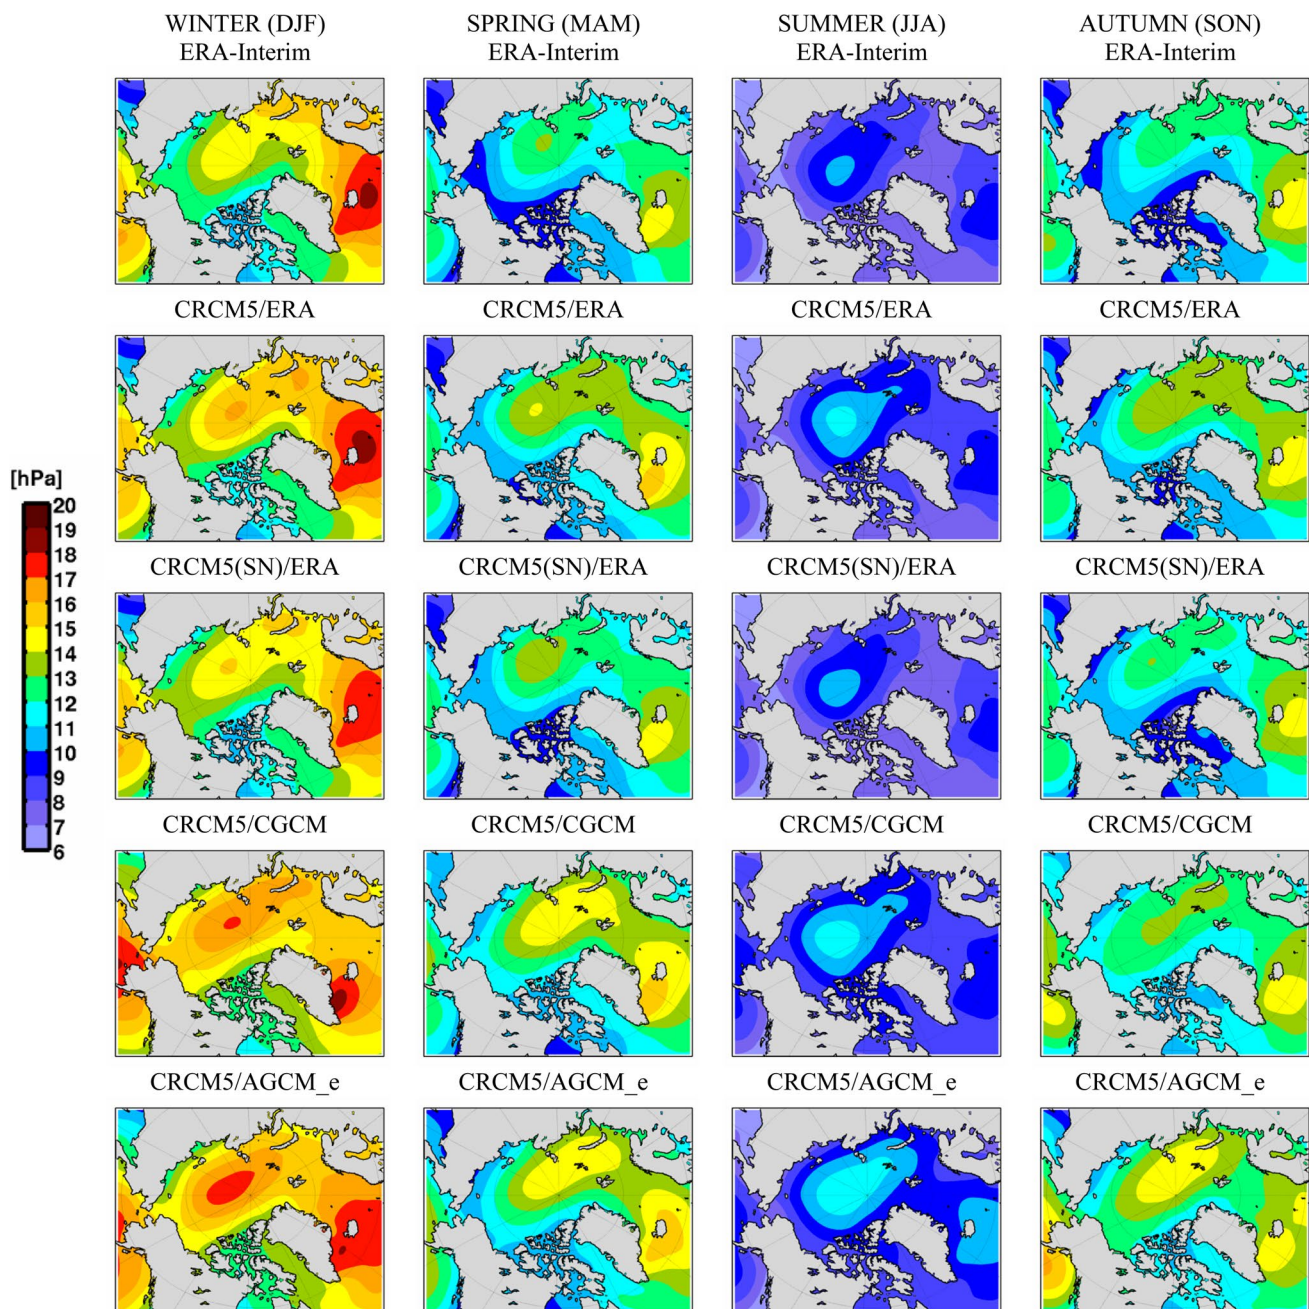 WINTER (DJF)
ERA-Interim
SPRING (MAM)
ERA-Interim
SUMMER (JJA)
ERA-Interim
AUTUMN (SON)
ERA-Interim
CRCM5/ERA
CRCM5/ERA
CRCM5/ERA
CRCM5/ERA
[hPa]
20
19
18
17
16
15
14
13
12
11
10
9
8
7
6
CRCM5(SN)/ERA
CRCM5(SN)/ERA
CRCM5(SN)/ERA
CRCM5(SN)/ERA
CRCM5/CGCM
CRCM5/CGCM
CRCM5/CGCM
CRCM5/CGCM
CRCM5/AGCM_e
CRCM5/AGCM_e
CRCM5/AGCM_e
CRCM5/AGCM_e